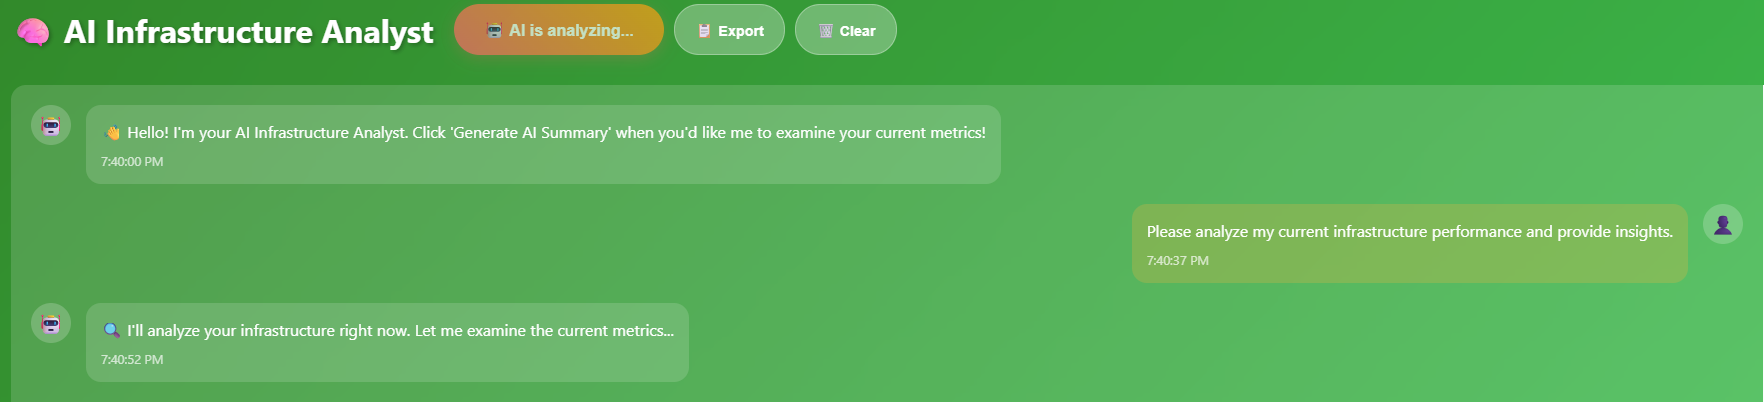 AI Infrastructure Analyst
AI is analyzing...
Export
Clear
Hello! I'm your AI Infrastructure Analyst. Click 'Generate AI Summary' when you'd like me to examine your current metrics!
7:40:00 PM
Please analyze my current infrastructure performance and provide insights.
7:40:37 PM
I'll analyze your infrastructure right now. Let me examine the current metrics...
7:40:52 PM